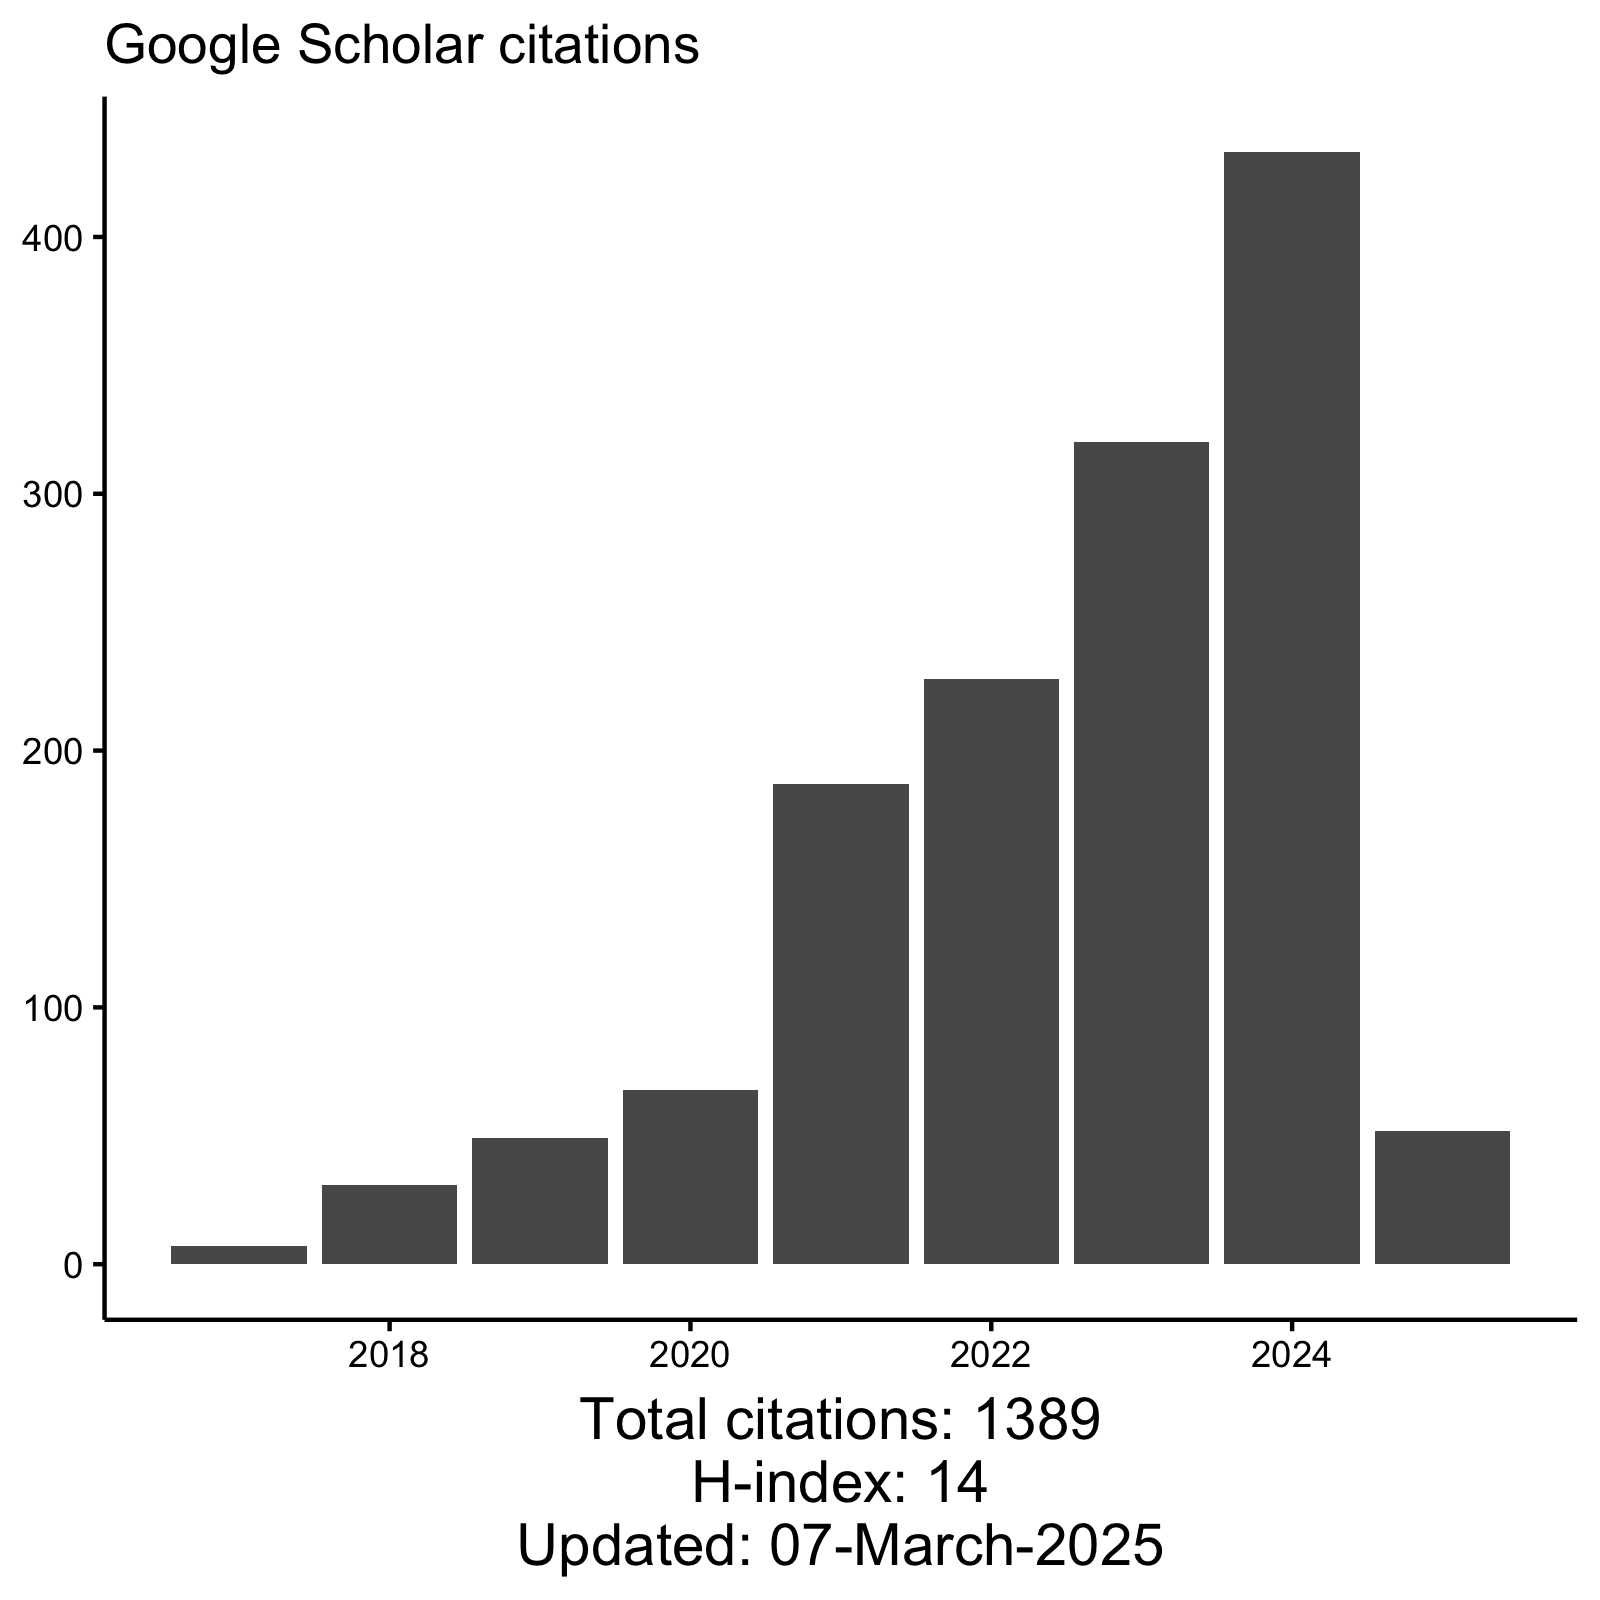 Google Scholar citations
400
300
200
100
0
2018 2020 2022 2024
Total citations: 1389
H-index: 14
Updated: 07-March-2025